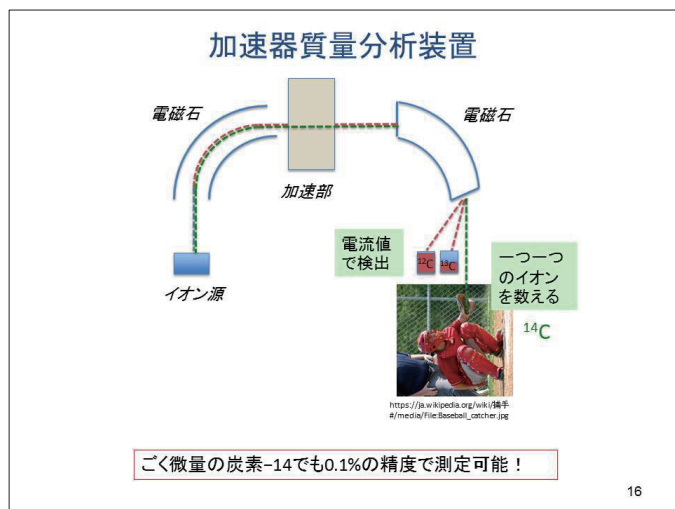 加速器質量分析装置
電磁石
電磁石
加速部
イオン源
電流値
で検出
¹²C
¹³C
一つ一つ
のイオン
を数える
¹⁴C
https://ja.wikipedia.org/wiki/捕手
#/media/File:Baseball_catcher.jpg
ごく微量の炭素−14でも0.1%の精度で測定可能！
16